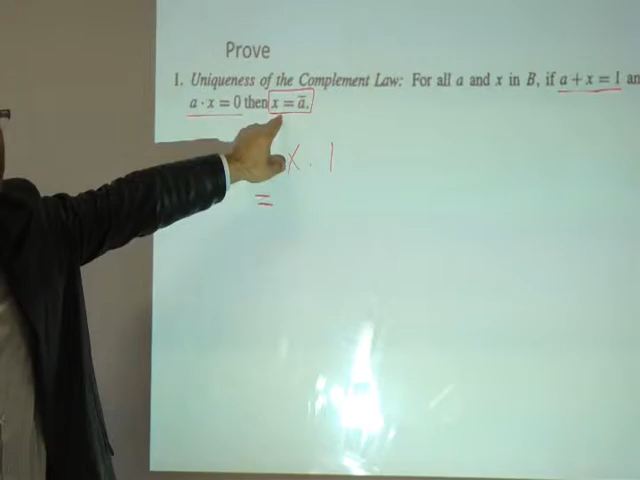 Prove
1. Uniqueness of the Complement Law: For all a and x in B, if a + x = 1 an
a · x = 0 then x = a̅.
x . 1
=